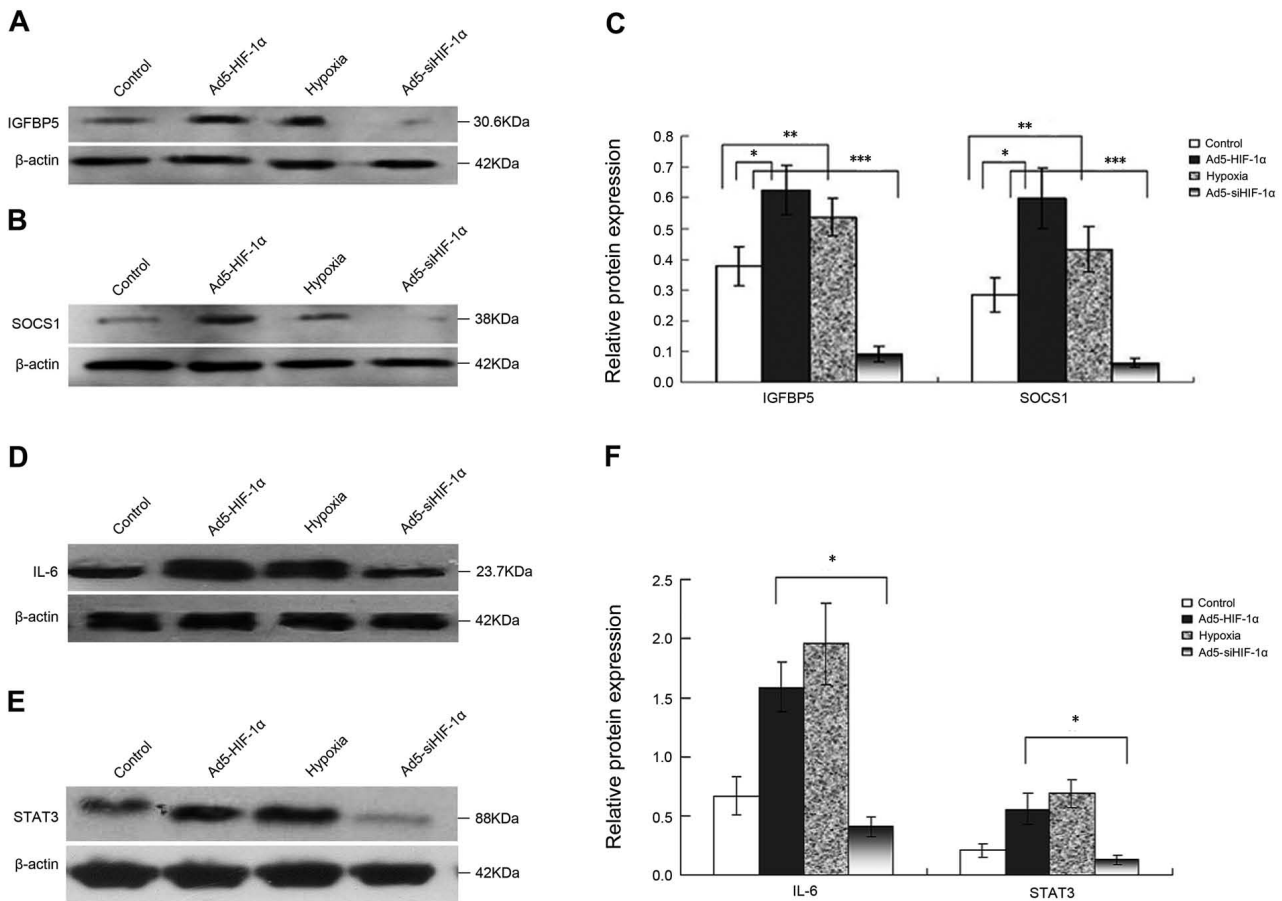 A
Control Ad5-HIF-1α Hypoxia Ad5-siHIF-1α
IGFBP5 30.6KDa
β-actin 42KDa
B
Control Ad5-HIF-1α Hypoxia Ad5-siHIF-1α
SOCS1 38KDa
β-actin 42KDa
C
Relative protein expression
0.8
0.7
0.6
0.5
0.4
0.3
0.2
0.1
0.0
** * ***
** * ***
IGFBP5 SOCS1
Control
Ad5-HIF-1α
Hypoxia
Ad5-siHIF-1α
D
Control Ad5-HIF-1α Hypoxia Ad5-siHIF-1α
IL-6 23.7KDa
β-actin 42KDa
E
Control Ad5-HIF-1α Hypoxia Ad5-siHIF-1α
STAT3 88KDa
β-actin 42KDa
F
Relative protein expression
2.5
2.0
1.5
1.0
0.5
0.0
*
*
IL-6 STAT3
Control
Ad5-HIF-1α
Hypoxia
Ad5-siHIF-1α